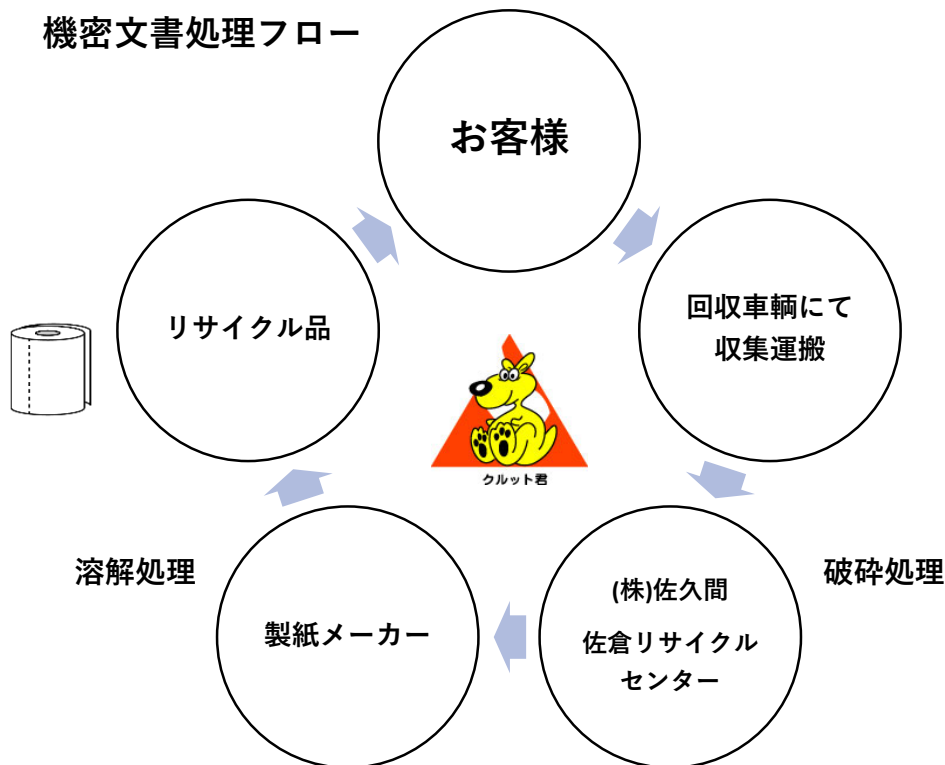 機密文書処理フロー
お客様
回収車輌にて
収集運搬
破砕処理
(株)佐久間
佐倉リサイクル
センター
製紙メーカー
溶解処理
リサイクル品
クルット君